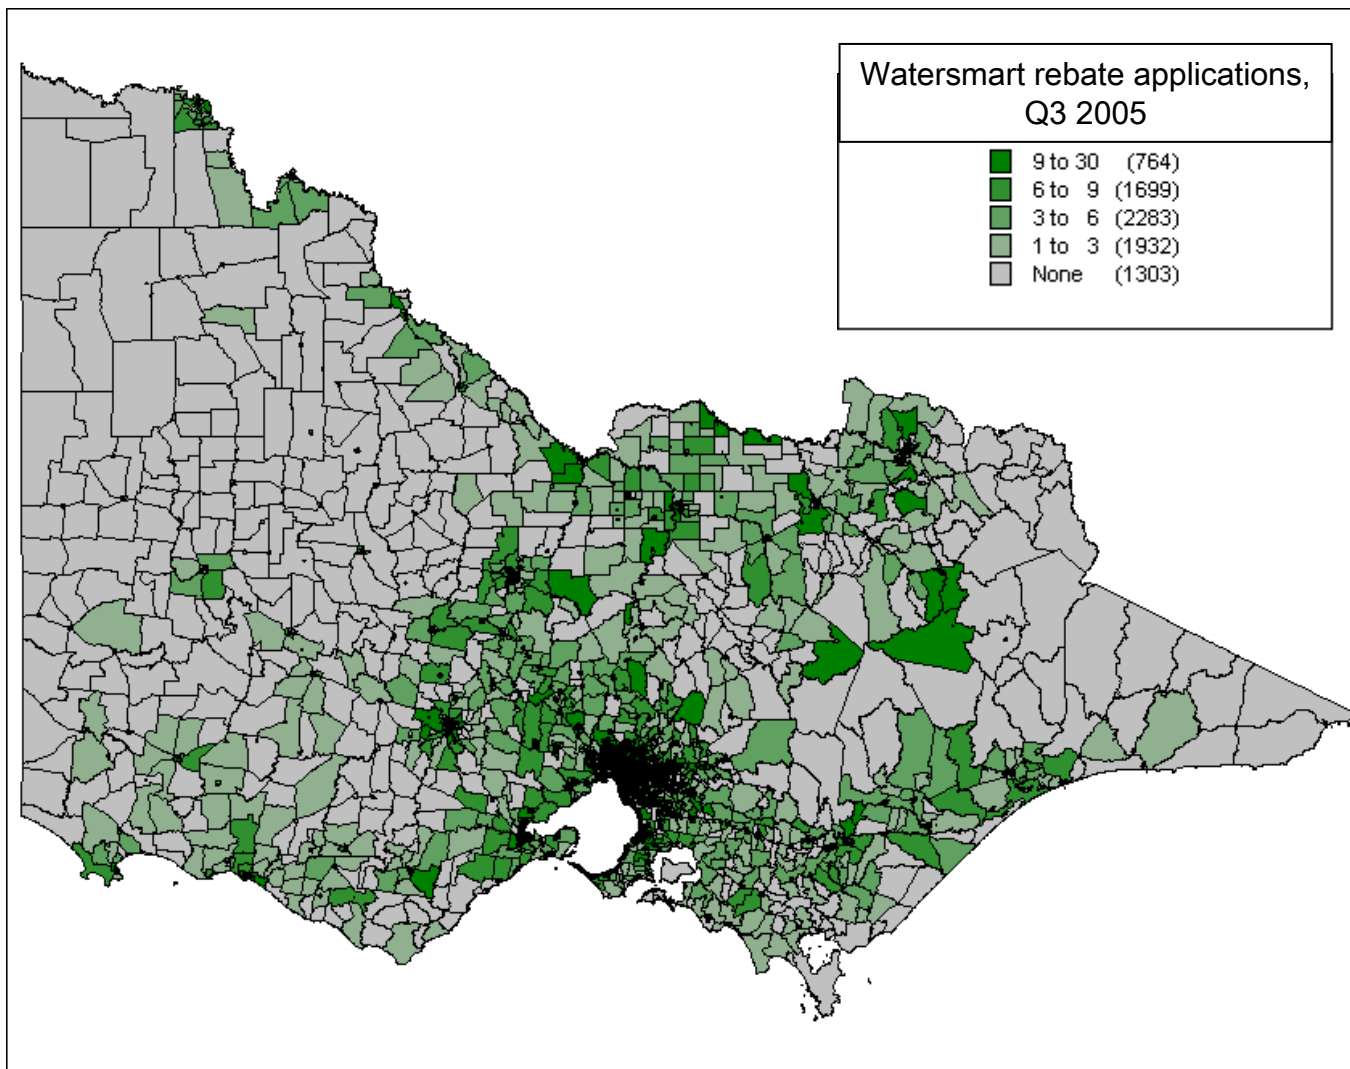 Watersmart rebate applications,
Q3 2005
9 to 30 (764)
6 to 9 (1699)
3 to 6 (2283)
1 to 3 (1932)
None (1303)